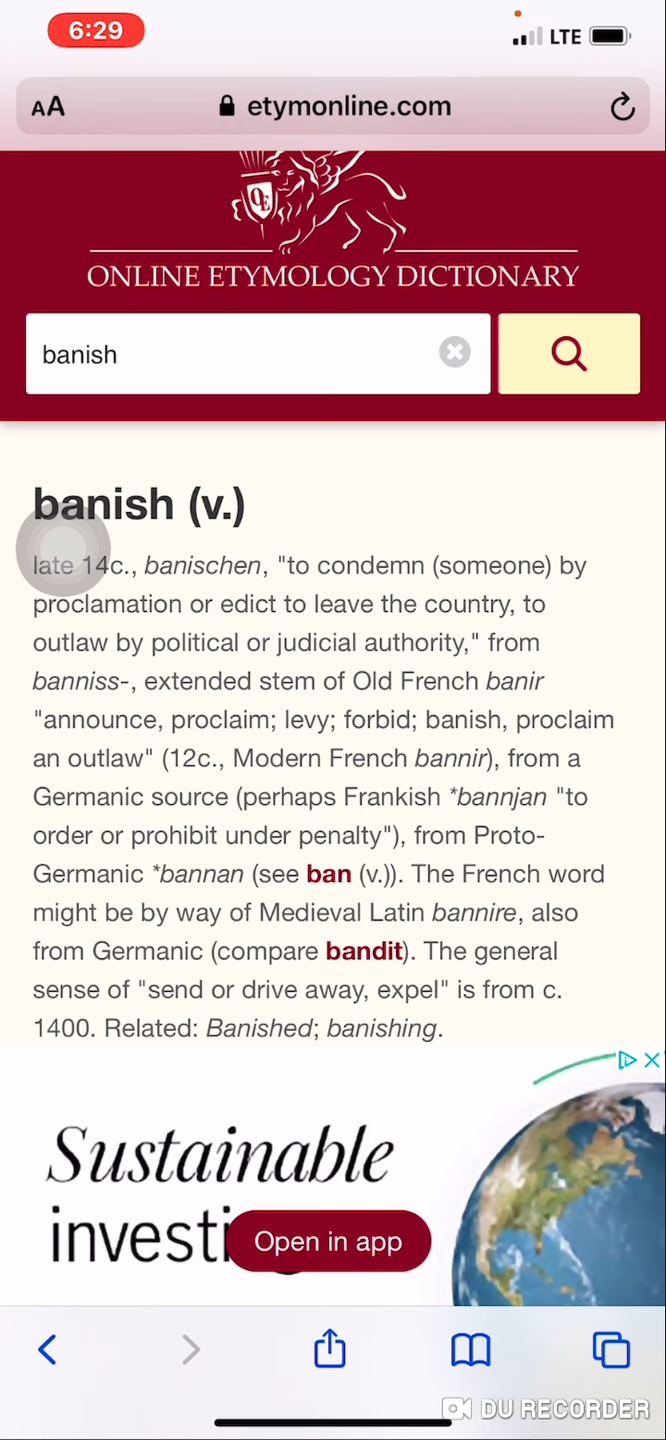 6:29
LTE
AA
etymonline.com
OE
ONLINE ETYMOLOGY DICTIONARY
banish
banish (v.)
late 14c., banischen, "to condemn (someone) by
proclamation or edict to leave the country, to
outlaw by political or judicial authority," from
banniss-, extended stem of Old French banir
"announce, proclaim; levy; forbid; banish, proclaim
an outlaw" (12c., Modern French bannir), from a
Germanic source (perhaps Frankish *bannjan "to
order or prohibit under penalty"), from Proto-
Germanic *bannan (see ban (v.)). The French word
might be by way of Medieval Latin bannire, also
from Germanic (compare bandit). The general
sense of "send or drive away, expel" is from c.
1400. Related: Banished; banishing.
Sustainable
investi
Open in app
DU RECORDER